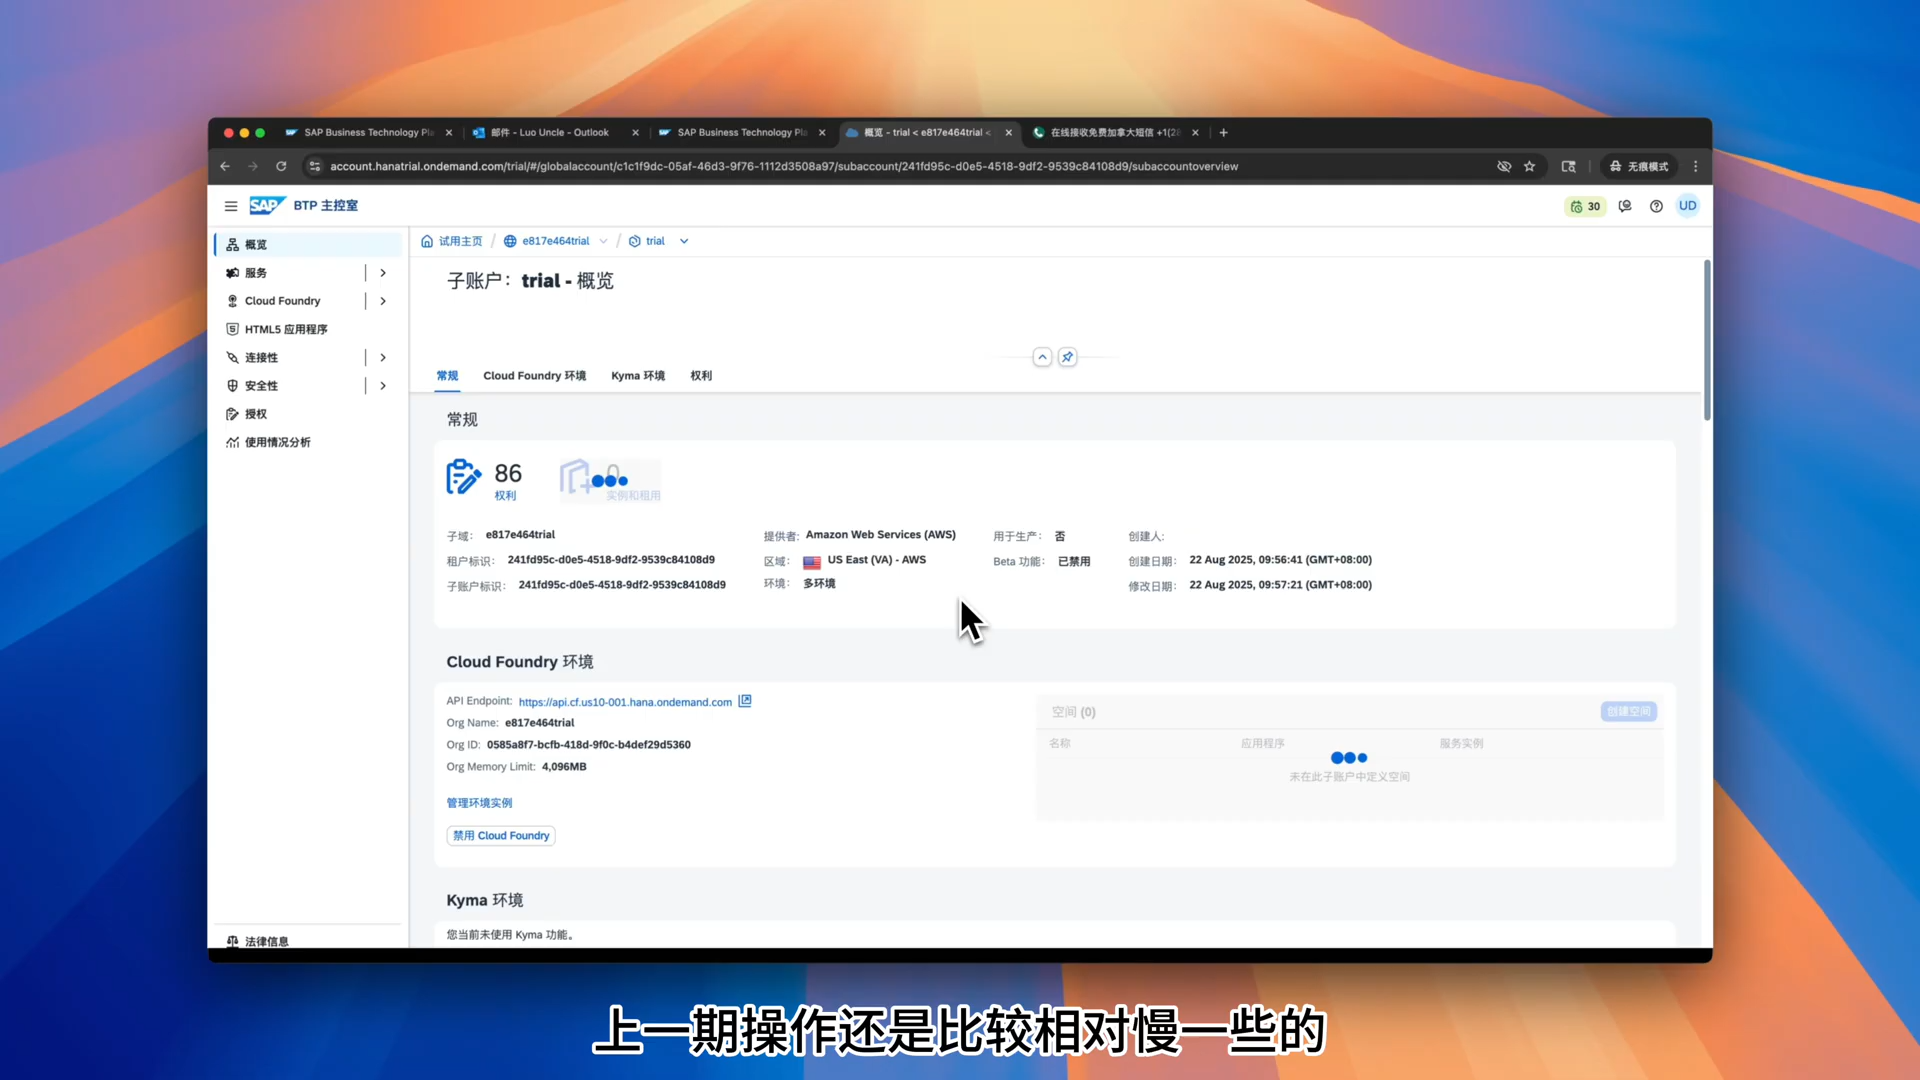 SAP Business Technology Pla
邮件 - Luo Uncle - Outlook
SAP Business Technology Pla
概览 - trial < e817e464trial <
在线接收免费加拿大短信 +1(2
account.hanatrial.ondemand.com/trial/#/globalaccount/c1c1f9dc-05af-46d3-9f76-1112d3508a97/subaccount/241fd95c-d0e5-4518-9df2-9539c84108d9/subaccountoverview
无痕模式
SAP BTP 主控室
30
UD
概览
服务
Cloud Foundry
HTML5 应用程序
连接性
安全性
授权
使用情况分析
法律信息
试用主页 / e817e464trial / trial
子账户： trial - 概览
常规
Cloud Foundry 环境
Kyma 环境
权利
常规
86
权利
0
实例和租用
子域： e817e464trial
租户标识： 241fd95c-d0e5-4518-9df2-9539c84108d9
子账户标识： 241fd95c-d0e5-4518-9df2-9539c84108d9
提供者： Amazon Web Services (AWS)
区域： US East (VA) - AWS
环境： 多环境
用于生产： 否
Beta 功能： 已禁用
创建人:
创建日期： 22 Aug 2025, 09:56:41 (GMT+08:00)
修改日期： 22 Aug 2025, 09:57:21 (GMT+08:00)
Cloud Foundry 环境
API Endpoint: https://api.cf.us10-001.hana.ondemand.com
Org Name: e817e464trial
Org ID: 0585a8f7-bcfb-418d-9f0c-b4def29d5360
Org Memory Limit: 4,096MB
管理环境实例
禁用 Cloud Foundry
空间 (0)
创建空间
名称
应用程序
服务实例
未在此子账户中定义空间
Kyma 环境
您当前未使用 Kyma 功能。
上一期操作还是比较相对慢一些的